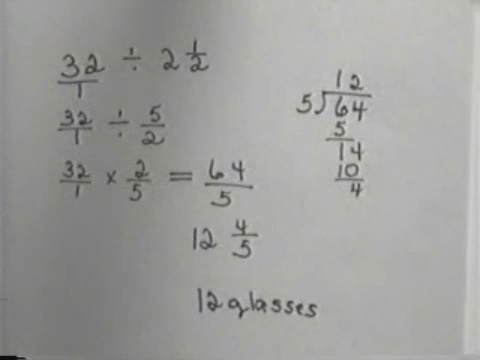 32/1 ÷ 2 1/2
32/1 ÷ 5/2
32/1 × 2/5 = 64/5
12 4/5
12 glasses
12
5)64
5
14
10
4